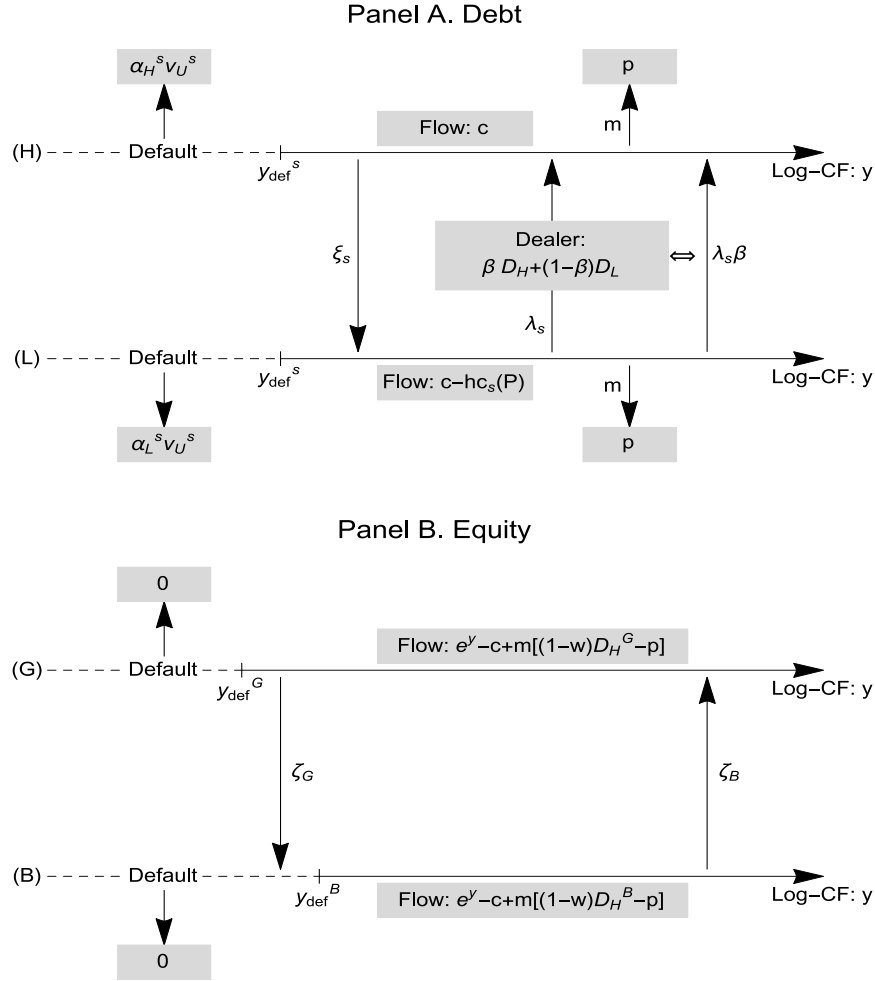 Panel A. Debt
α_H^s v_U^s
p
Flow: c
m
(H)
Default
y_def^s
Log−CF: y
ξ_s
Dealer:
β D_H+(1−β)D_L
⇔
λ_s β
λ_s
(L)
Default
y_def^s
Flow: c−hc_s(P)
m
Log−CF: y
α_L^s v_U^s
p
Panel B. Equity
0
Flow: e^y−c+m[(1−w)D_H^G−p]
(G)
Default
y_def^G
Log−CF: y
ζ_G
ζ_B
(B)
Default
y_def^B
Flow: e^y−c+m[(1−w)D_H^B−p]
Log−CF: y
0